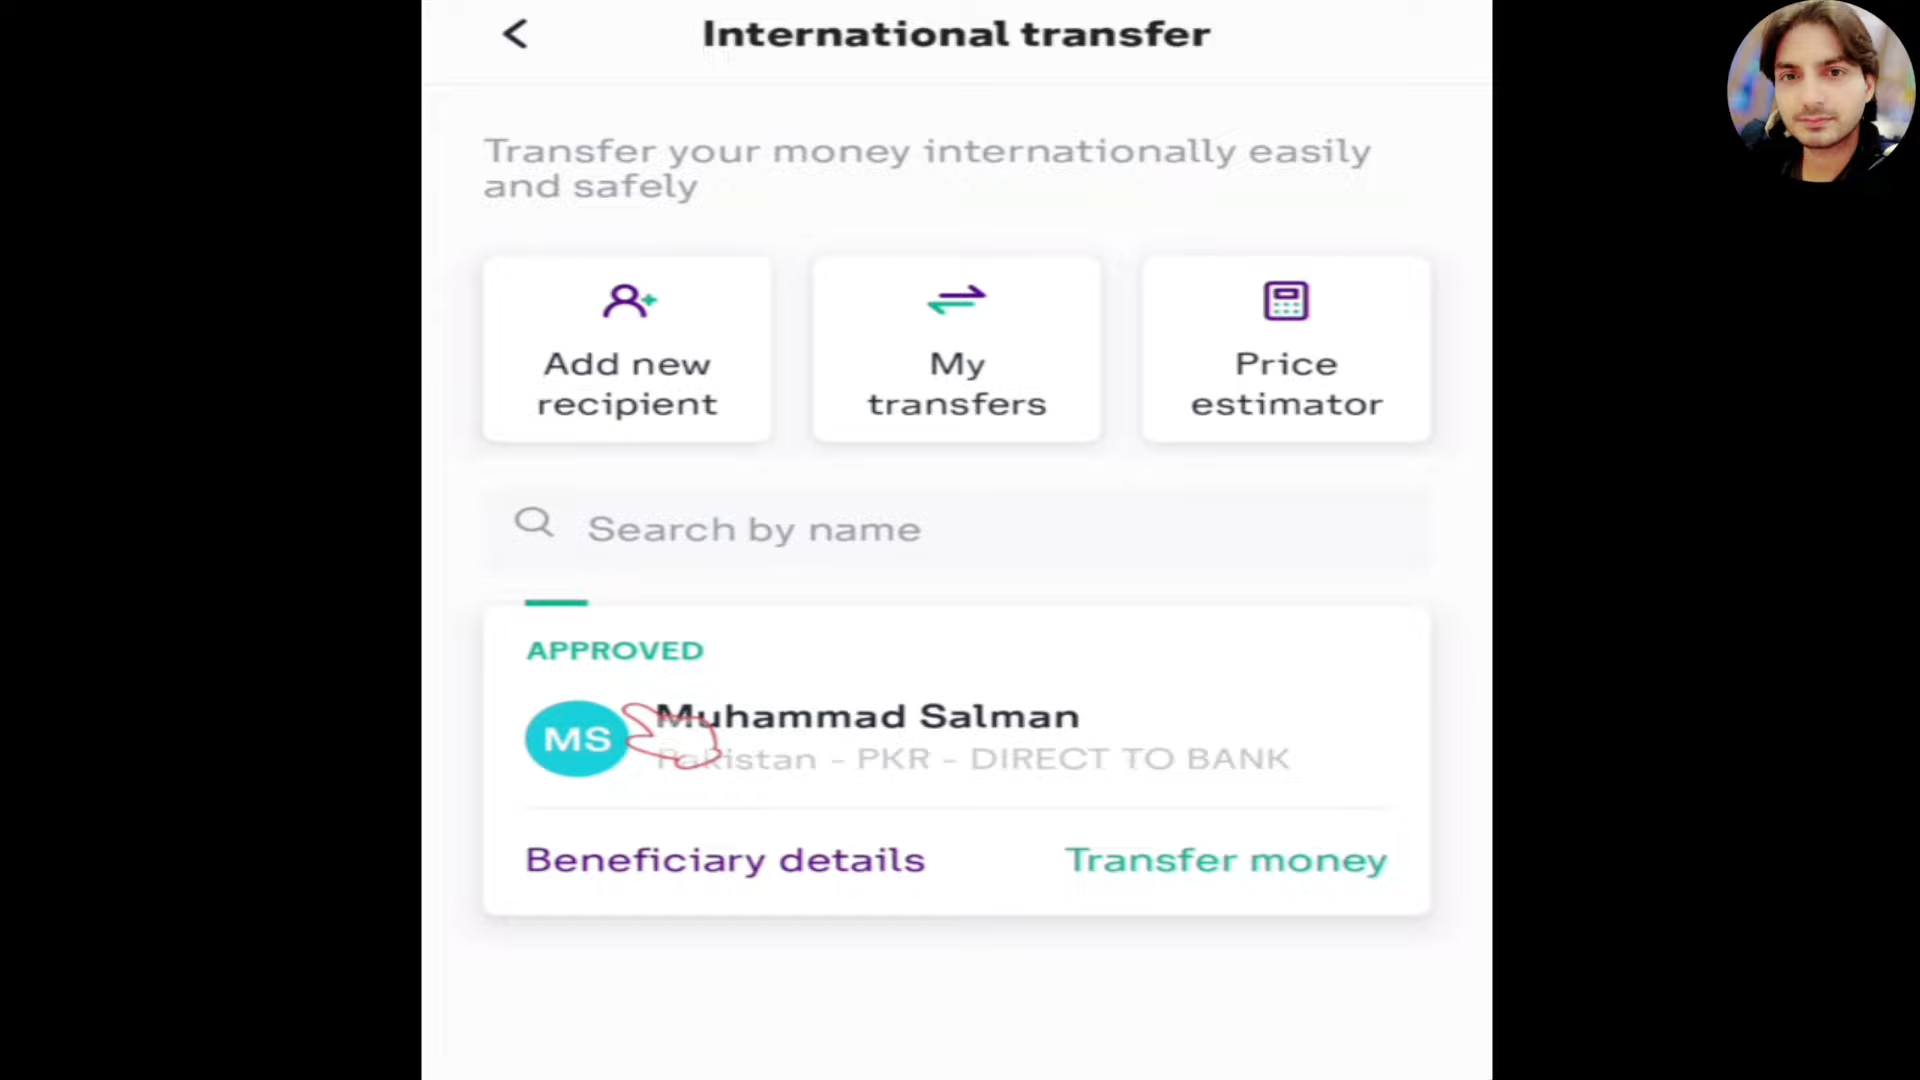 International transfer
Transfer your money internationally easily
and safely
Add new
recipient
My
transfers
Price
estimator
Search by name
APPROVED
MS
Muhammad Salman
Pakistan - PKR - DIRECT TO BANK
Beneficiary details
Transfer money